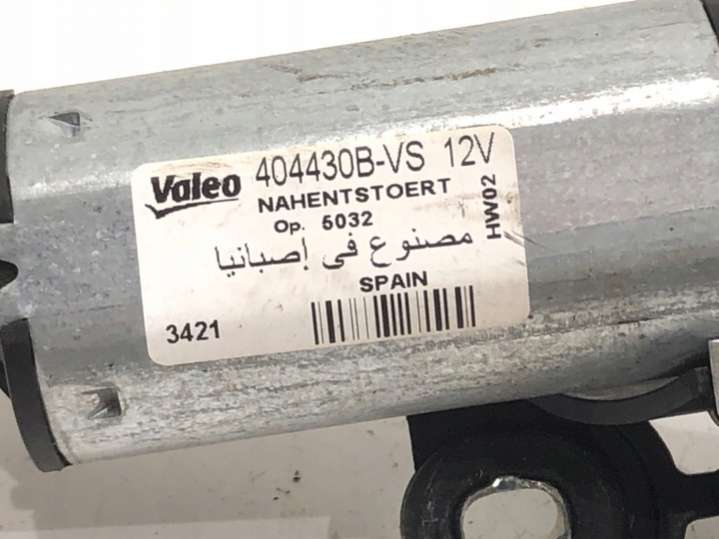 Valeo 404430B-VS 12V
NAHENTSTOERT
Op. 5032
HW02
مصنوع في إصبانيا
SPAIN
3421